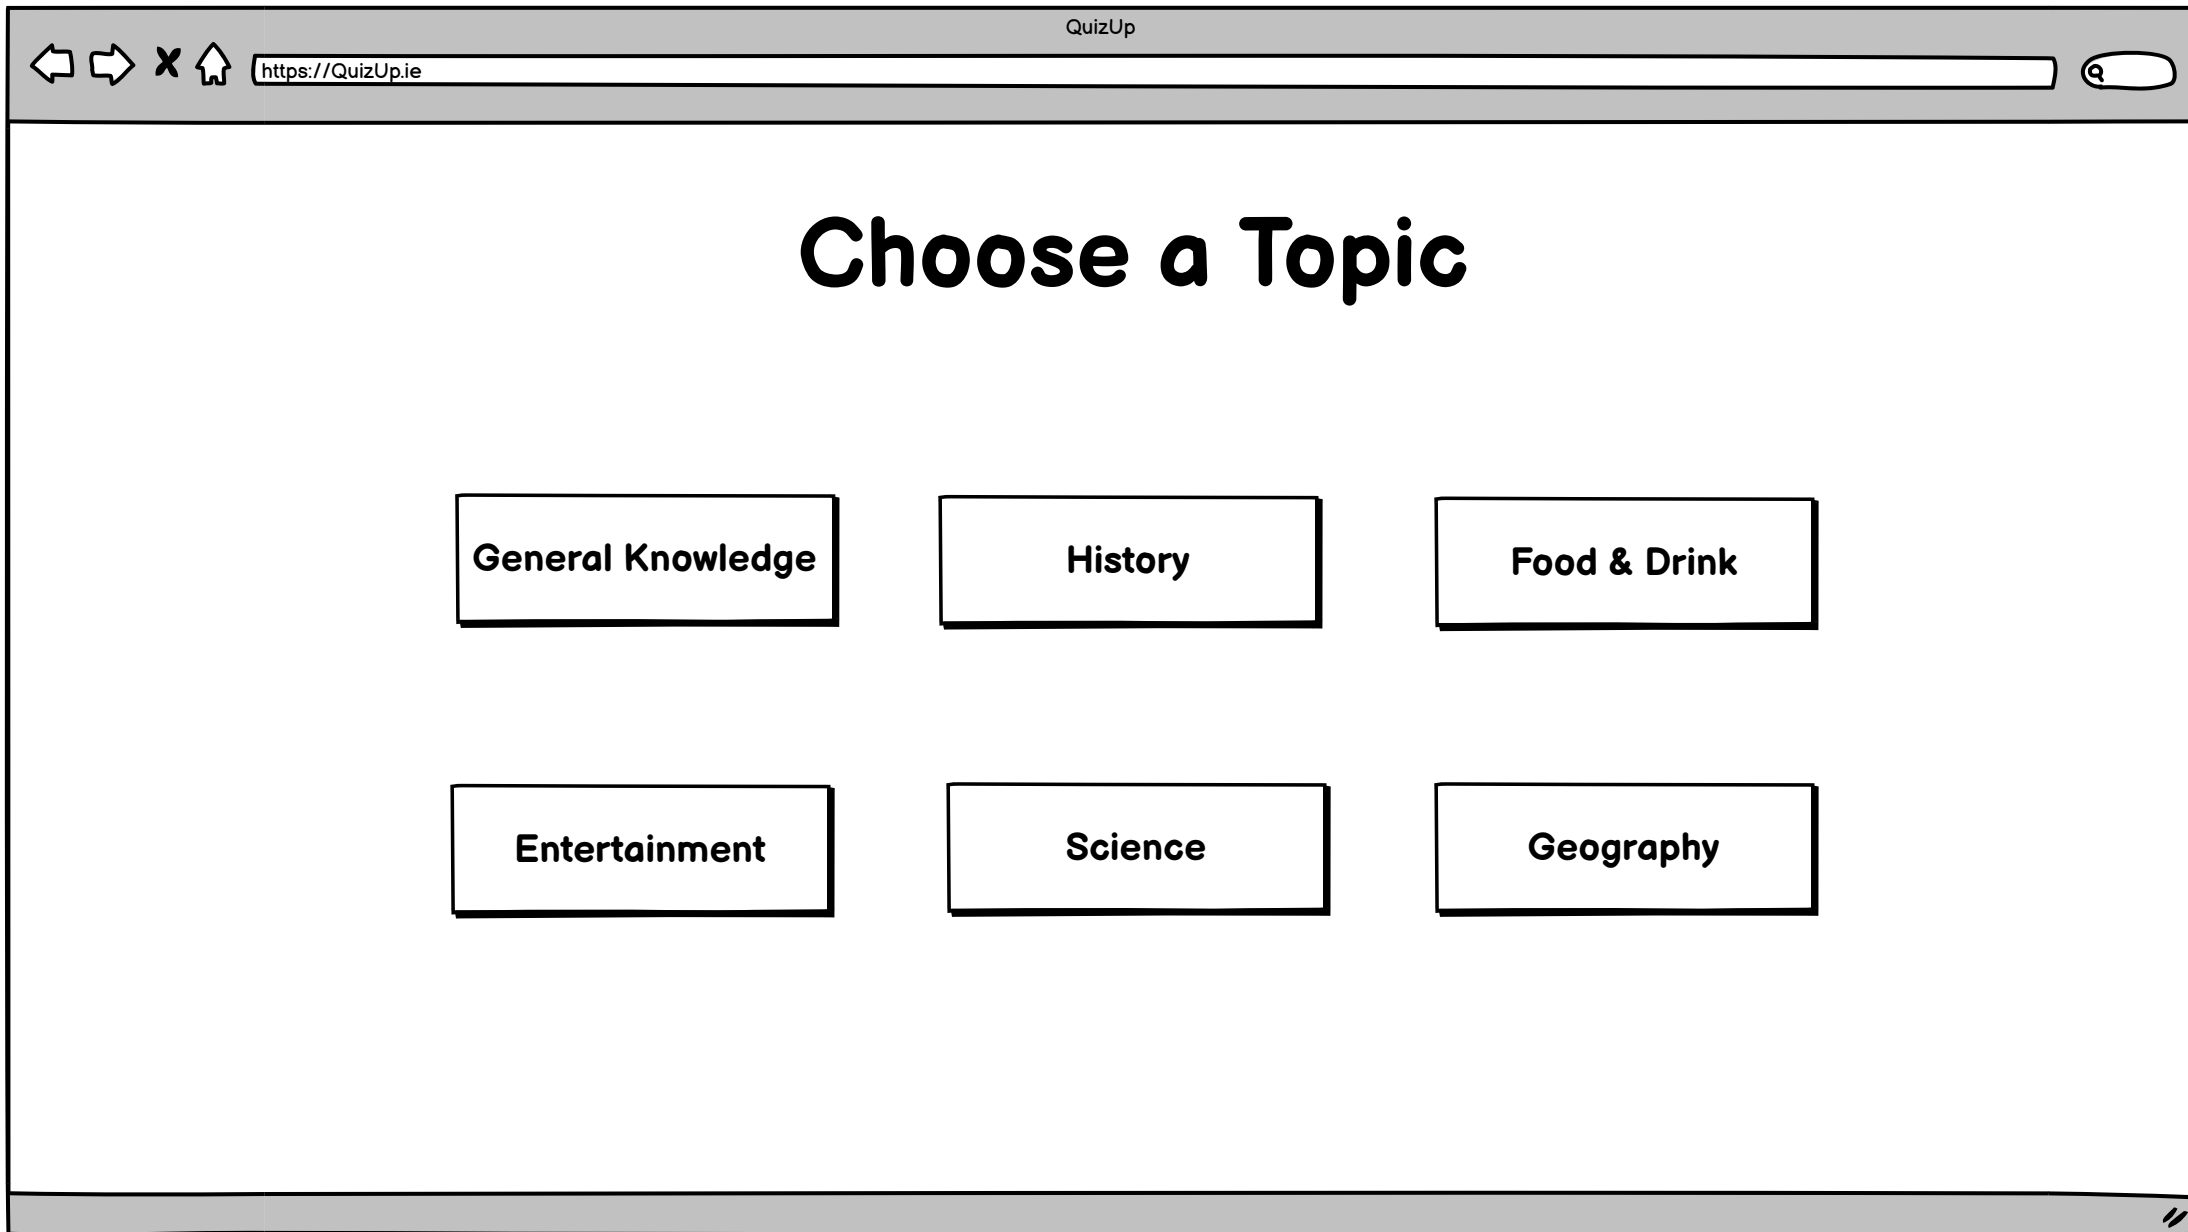 QuizUp
https://QuizUp.ie
Choose a Topic
General Knowledge
History
Food & Drink
Entertainment
Science
Geography